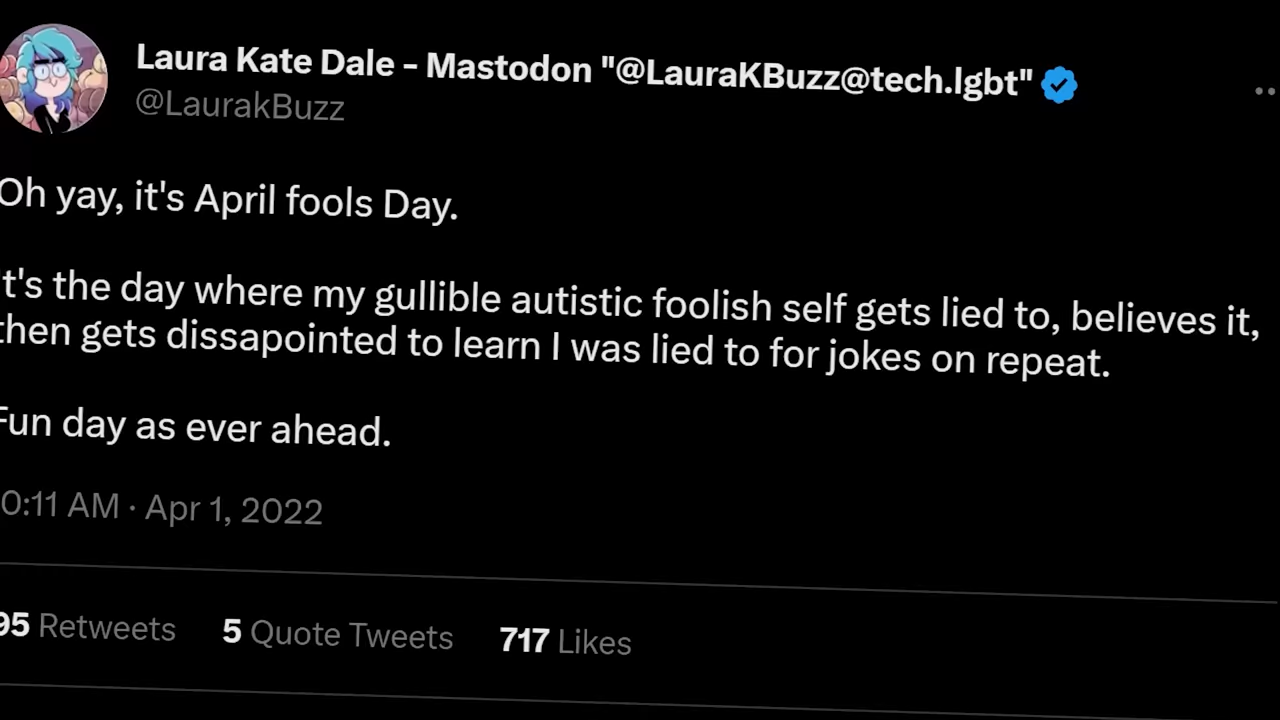 Laura Kate Dale - Mastodon "@LauraKBuzz@tech.lgbt"
@LaurakBuzz
Oh yay, it's April fools Day.
t's the day where my gullible autistic foolish self gets lied to, believes it,
then gets dissapointed to learn I was lied to for jokes on repeat.
Fun day as ever ahead.
0:11 AM · Apr 1, 2022
95 Retweets 5 Quote Tweets 717 Likes